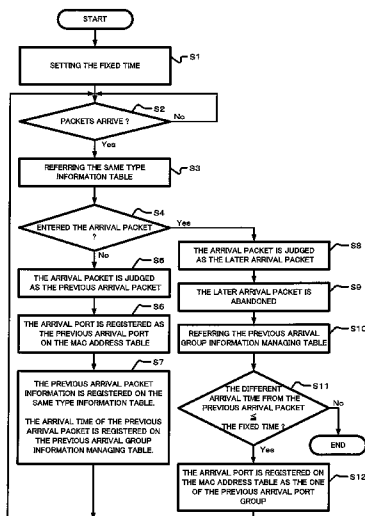 START
SETTING THE FIXED TIME
S1
PACKETS ARRIVE ?
S2
No
Yes
REFERRING THE SAME TYPE
INFORMATION TABLE
S3
ENTERED THE ARRIVAL PACKET
?
S4
Yes
No
THE ARRIVAL PACKET IS JUDGED
AS THE PREVIOUS ARRIVAL PACKET
S5
THE ARRIVAL PORT IS REGISTERED AS
THE PREVIOUS ARRIVAL PORT
ON THE MAC ADDRESS TABLE
S6
THE PREVIOUS ARRIVAL PACKET
INFORMATION IS REGISTERED ON THE
SAME TYPE INFORMATION TABLE.
THE ARRIVAL TIME OF THE PREVIOUS
ARRIVAL PACKET IS REGISTERED ON
THE PREVIOUS ARRIVAL GROUP
INFORMATION MANAGING TABLE.
S7
THE ARRIVAL PACKET IS JUDGED
AS THE LATER ARRIVAL PACKET
S8
THE LATER ARRIVAL PACKET IS
ABANDONED
S9
REFERRING THE PREVIOUS ARRIVAL
GROUP INFORMATION MANAGING TABLE
S10
THE DIFFERENT
ARRIVAL TIME FROM THE
PREVIOUS ARRIVAL PACKET
≦
THE FIXED TIME ?
S11
No
END
Yes
THE ARRIVAL PORT IS REGISTERED ON
THE MAC ADDRESS TABLE AS THE ONE
OF THE PREVIOUS ARRIVAL PORT
GROUP
S12